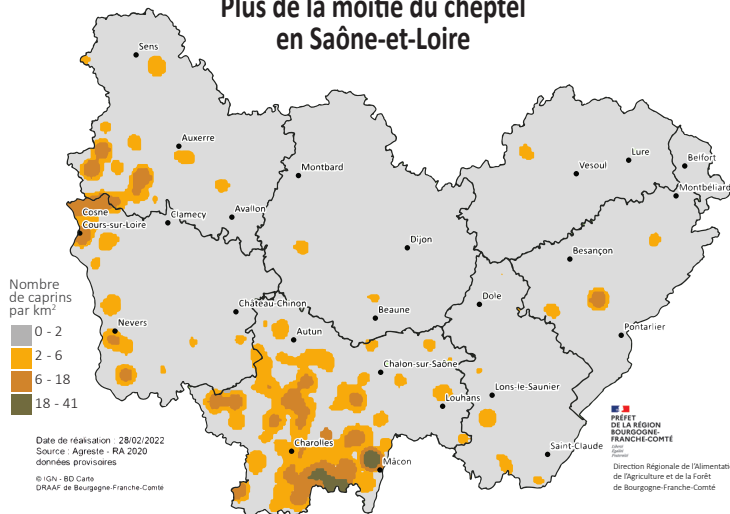 Plus de la moitié du cheptel
en Saône-et-Loire
Sens
Auxerre
Montbard
Vesoul
Lure
Belfort
Montbéliard
Avallon
Clamecy
Cosne
Cours-sur-Loire
Dijon
Besançon
Nombre
de caprins
par km²
0 - 2
2 - 6
6 - 18
18 - 41
Château-Chinon
Nevers
Beaune
Dole
Autun
Pontarlier
Chalon-sur-Saône
Louhans
Lons-le-Saunier
Charolles
Mâcon
Saint-Claude
Date de réalisation : 28/02/2022
Source : Agreste - RA 2020
données provisoires
© IGN - BD Carto
DRAAF de Bourgogne-Franche-Comté
PRÉFET
DE LA RÉGION
BOURGOGNE-
FRANCHE-COMTÉ
Liberté
Égalité
Fraternité
Direction Régionale de l'Alimentati
de l'Agriculture et de la Forêt
de Bourgogne-Franche-Comté